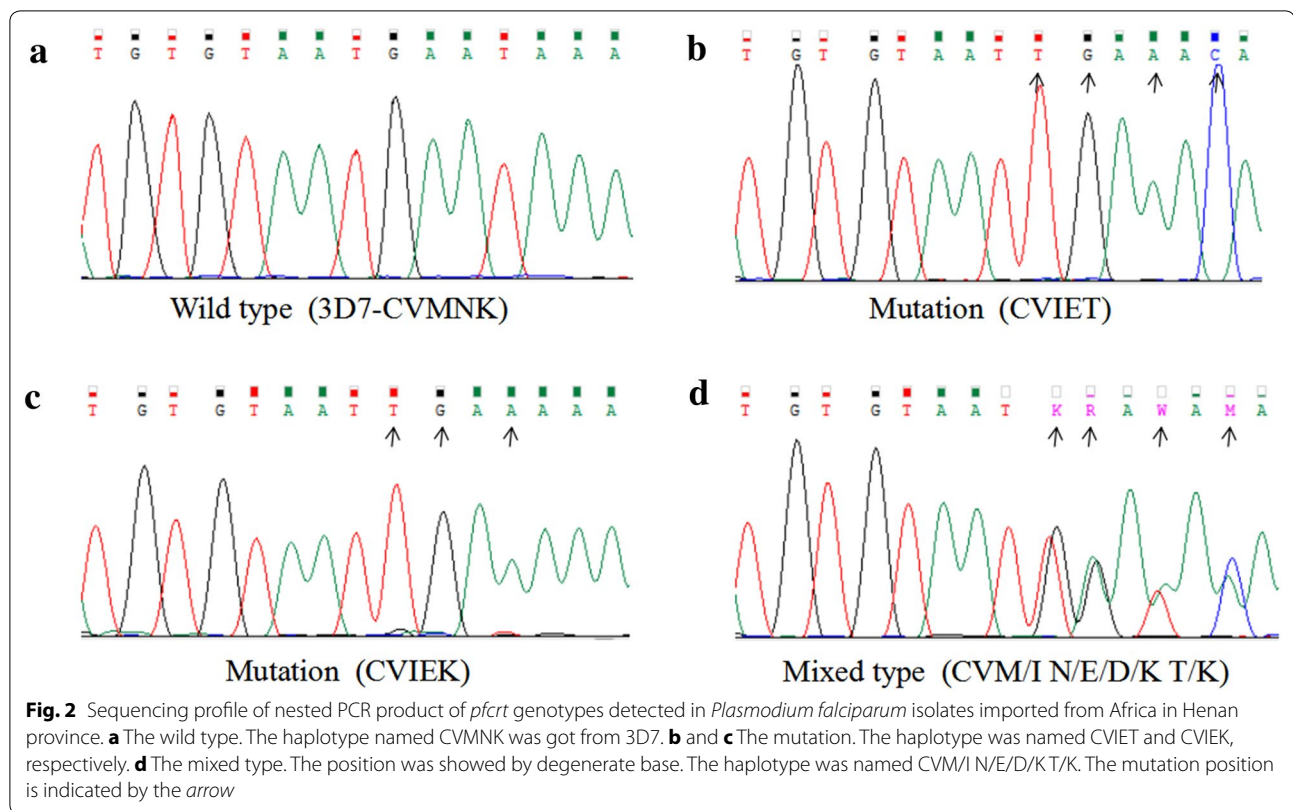 a
T G T G T A A T G A A T A A A
Wild type (3D7-CVMNK)
b
T G T G T A A T T G A A A C A
Mutation (CVIET)
c
T G T G T A A T T G A A A A A
Mutation (CVIEK)
d
T G T G T A A T K R A W A M A
Mixed type (CVM/I N/E/D/K T/K)
Fig. 2 Sequencing profile of nested PCR product of pfcrt genotypes detected in Plasmodium falciparum isolates imported from Africa in Henan
province. a The wild type. The haplotype named CVMNK was got from 3D7. b and c The mutation. The haplotype was named CVIET and CVIEK,
respectively. d The mixed type. The position was showed by degenerate base. The haplotype was named CVM/I N/E/D/K T/K. The mutation position
is indicated by the arrow